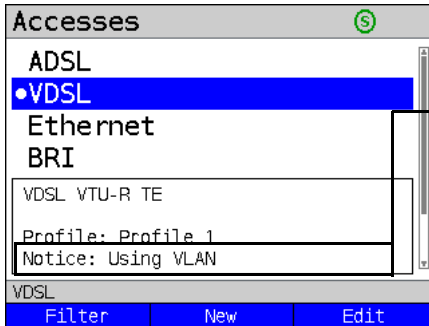 Accesses S
ADSL
•VDSL
Ethernet
BRI
VDSL VTU-R TE
Profile: Profile 1
Notice: Using VLAN
VDSL
Filter New Edit